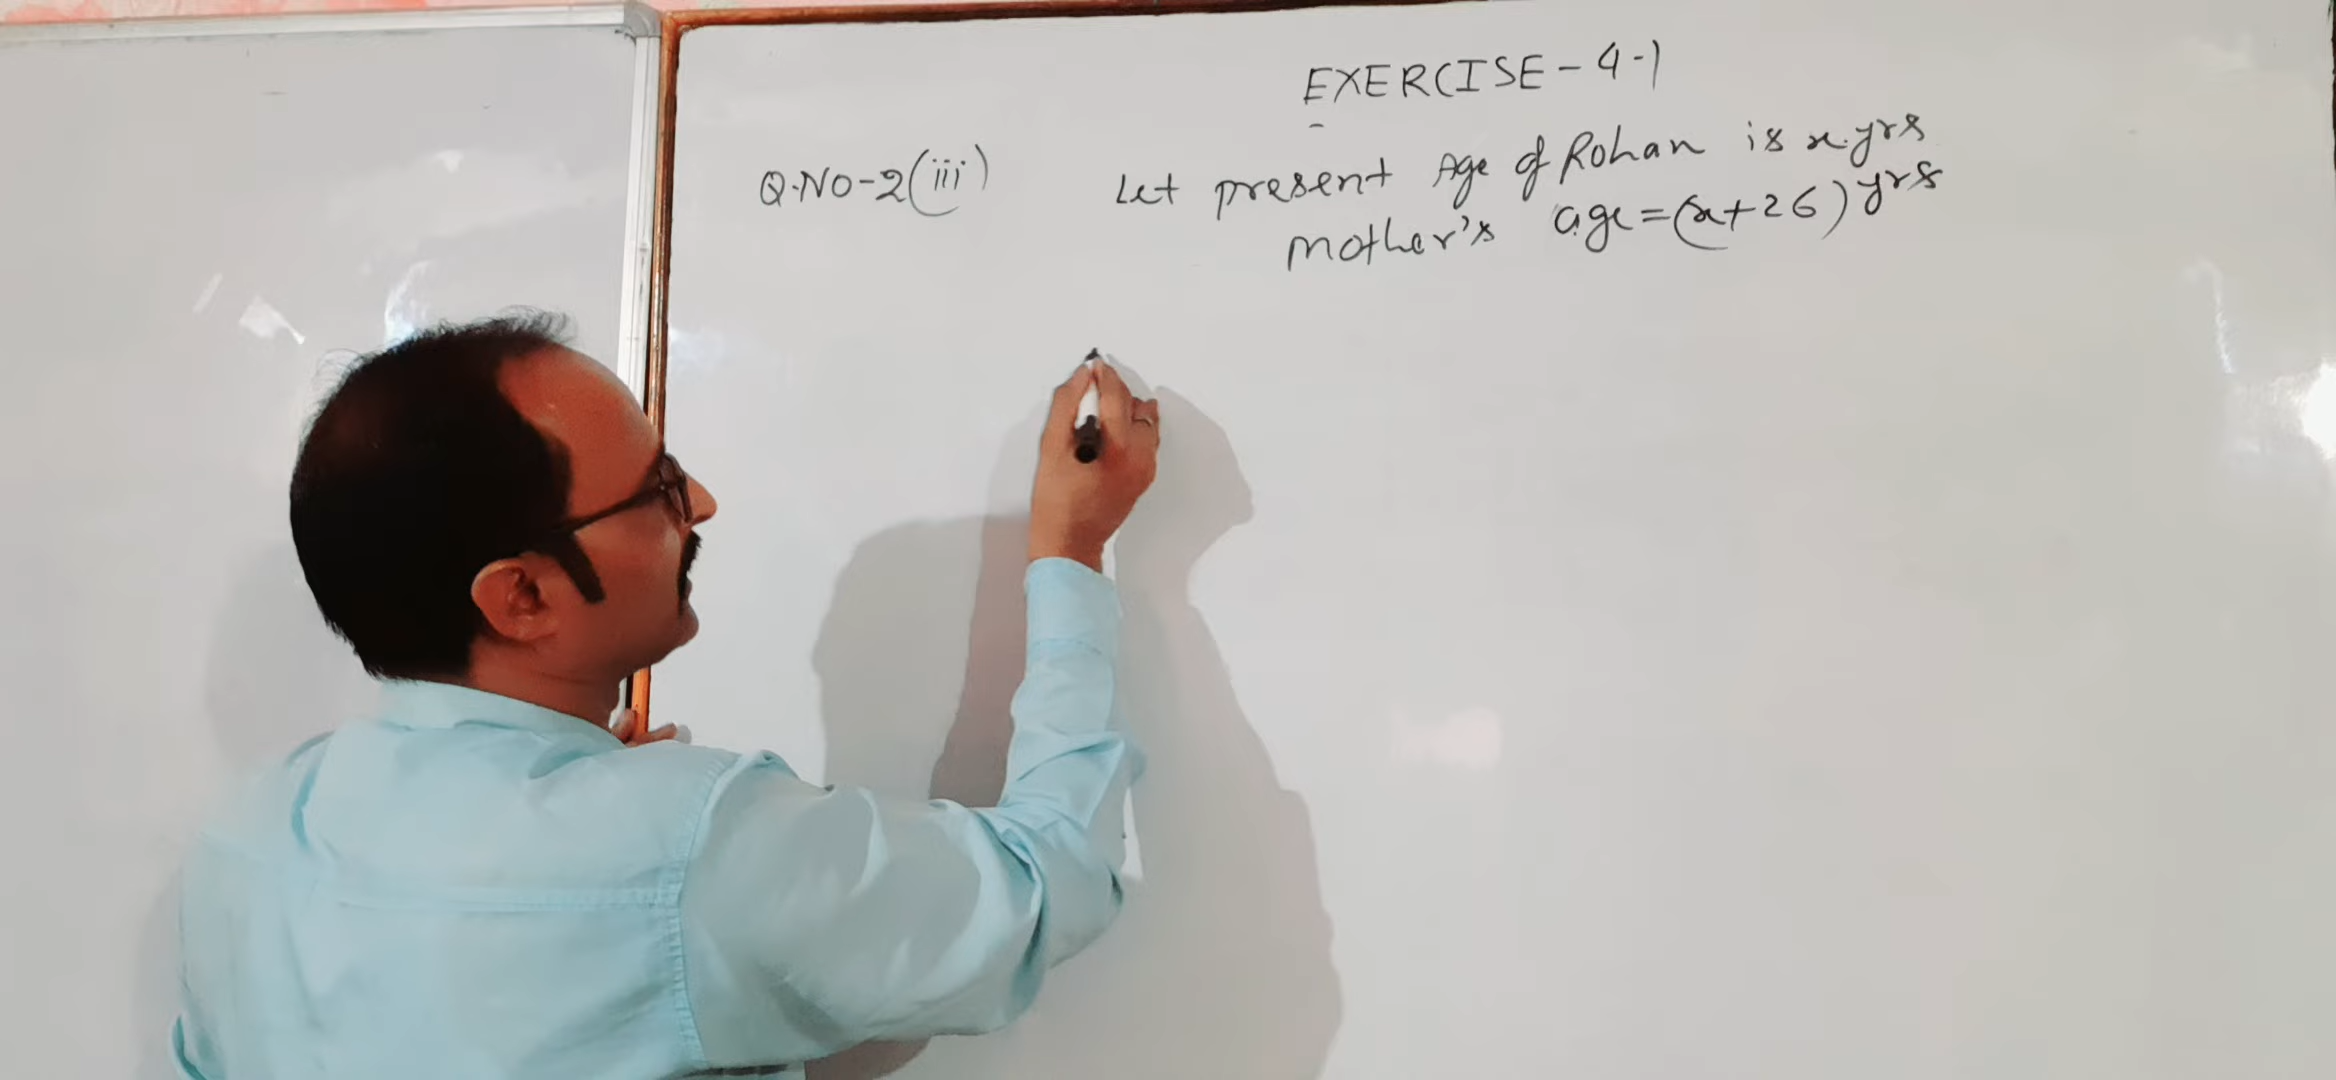 EXERCISE-4-1
Q.NO-2(iii) Let present Age of Rohan is x.yrs
mother's age=(x+26) yrs